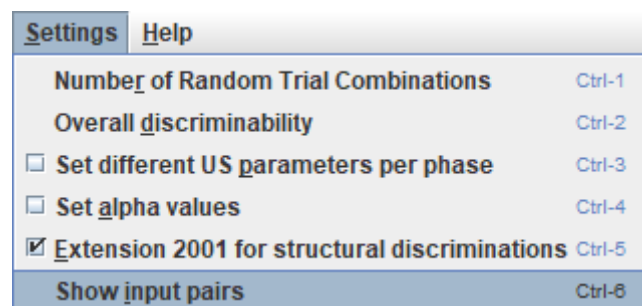 Settings Help
Number of Random Trial Combinations Ctrl-1
Overall discriminability Ctrl-2
Set different US parameters per phase Ctrl-3
Set alpha values Ctrl-4
Extension 2001 for structural discriminations Ctrl-5
Show input pairs Ctrl-6